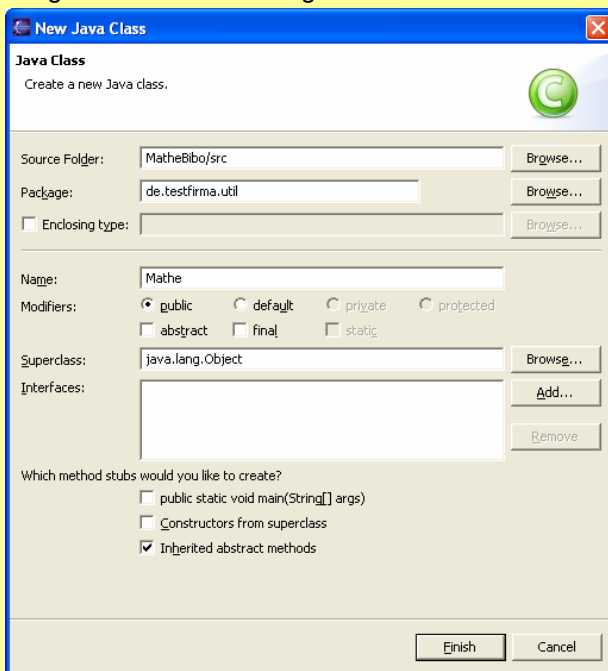 New Java Class
Java Class
Create a new Java class.
Source Folder: MatheBibo/src Browse...
Package: de.testfirma.util Browse...
Enclosing type: Browse...
Name: Mathe
Modifiers: public default private protected
abstract final static
Superclass: java.lang.Object Browse...
Interfaces: Add...
Remove
Which method stubs would you like to create?
public static void main(String[] args)
Constructors from superclass
Inherited abstract methods
Finish Cancel